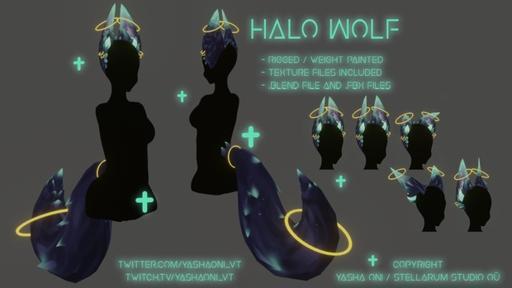 HALO WOLF
- RIGGED / WEIGHT PAINTED
- TEXTURE FILES INCLUDED
- .BLEND FILE AND .FBX FILES
TWITTER.COM/YASHAONI_VT
TWITCH.TV/YASHAONI_VT
COPYRIGHT
YASHA ONI / STELLARUM STUDIO OÜ